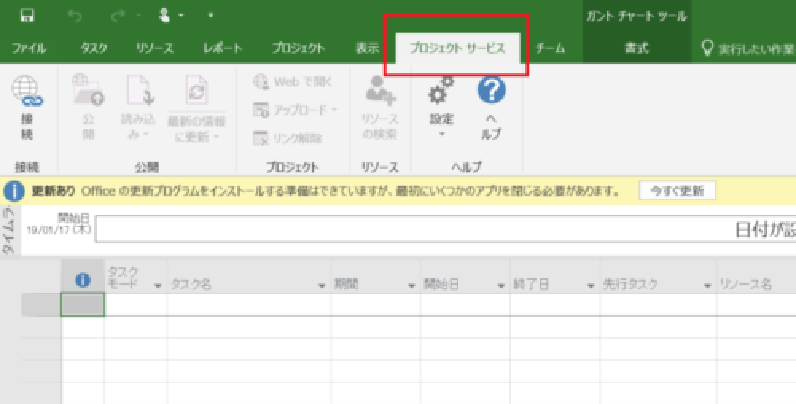 ガント チャート ツール
ファイル タスク リソース レポート プロジェクト 表示 プロジェクト サービス チーム 書式 実行したい作業
接続
公開
読み込み
最新の情報に更新
Web で開く
アップロード
リンク解除
リソースの検索
設定
ヘルプ
接続 公開 プロジェクト リソース ヘルプ
更新あり Office の更新プログラムをインストールする準備はできていますが、最初にいくつかのアプリを閉じる必要があります。 今すぐ更新
タイムラ
開始日
19/01/17 (木)
日付が設
タスク モード タスク名 期間 開始日 終了日 先行タスク リソース名